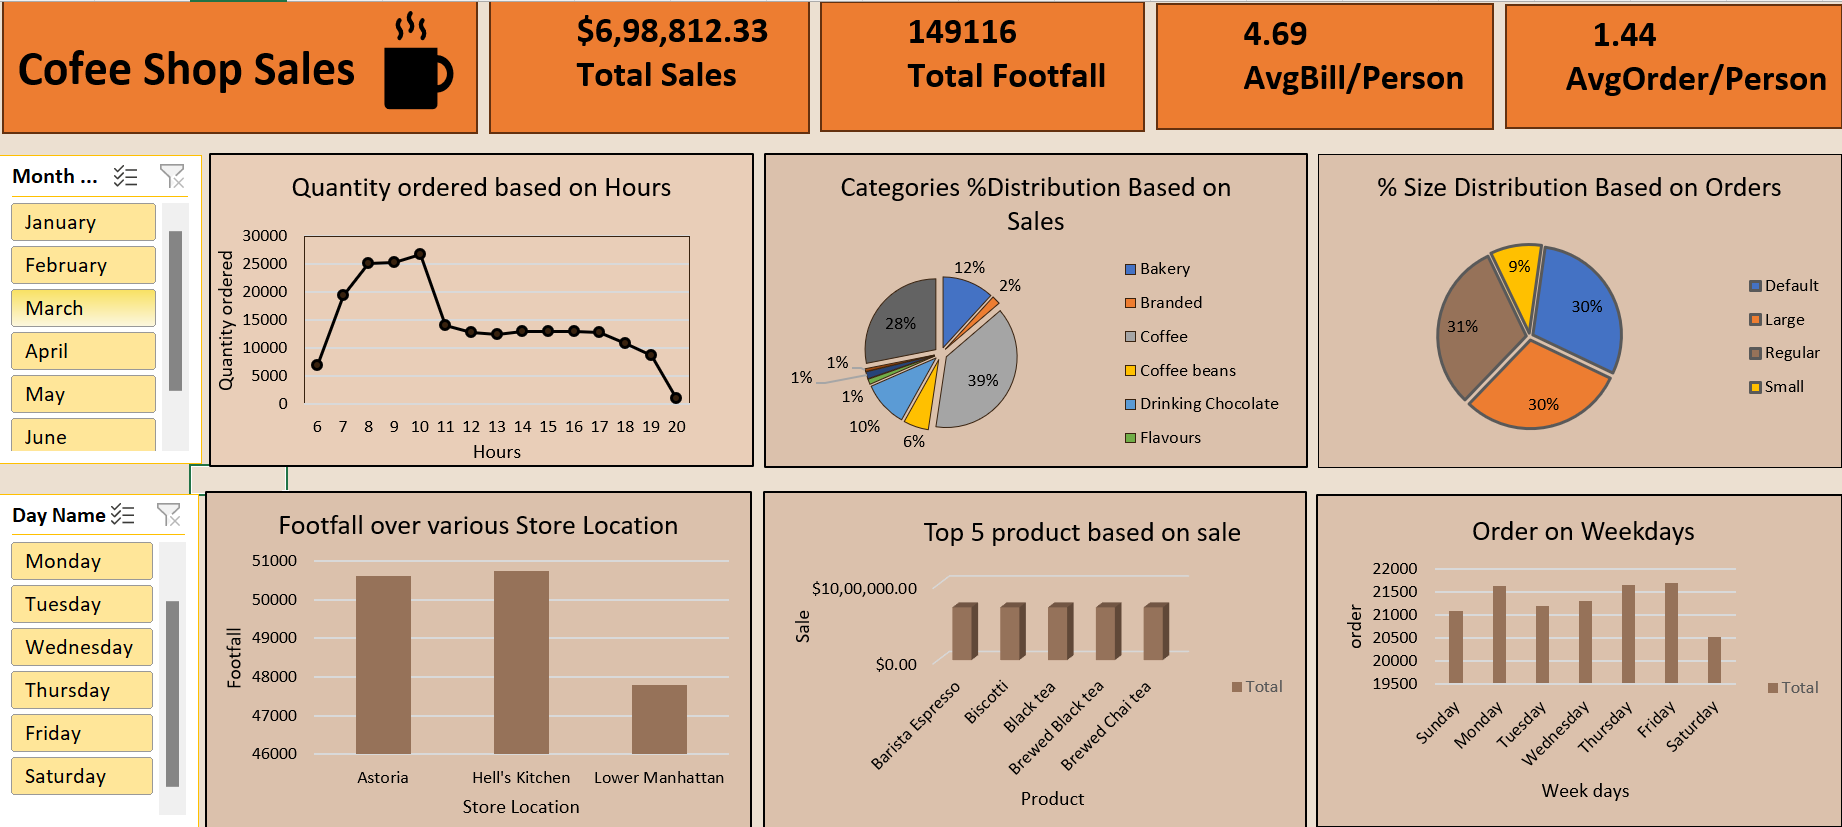 Cofee Shop Sales
$6,98,812.33
Total Sales
149116
Total Footfall
4.69
AvgBill/Person
1.44
AvgOrder/Person
Month ...
January
February
March
April
May
June
Quantity ordered based on Hours
Quantity ordered
30000
25000
20000
15000
10000
5000
0
6 7 8 9 10 11 12 13 14 15 16 17 18 19 20
Hours
Categories %Distribution Based on
Sales
12%
2%
39%
6%
10%
1%
1%
1%
28%
Bakery
Branded
Coffee
Coffee beans
Drinking Chocolate
Flavours
% Size Distribution Based on Orders
9%
30%
31%
30%
Default
Large
Regular
Small
Day Name
Monday
Tuesday
Wednesday
Thursday
Friday
Saturday
Footfall over various Store Location
Footfall
51000
50000
49000
48000
47000
46000
Astoria Hell's Kitchen Lower Manhattan
Store Location
Top 5 product based on sale
Sale
$10,00,000.00
$0.00
Barista Espresso
Biscotti
Black tea
Brewed Black tea
Brewed Chai tea
Product
Total
Order on Weekdays
order
22000
21500
21000
20500
20000
19500
Sunday
Monday
Tuesday
Wednesday
Thursday
Friday
Saturday
Week days
Total